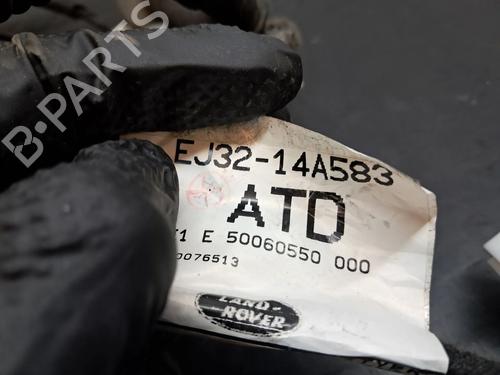 B-PARTS
EJ32-14A583
ATD
E 50060550 000
0076513
LAND
ROVER